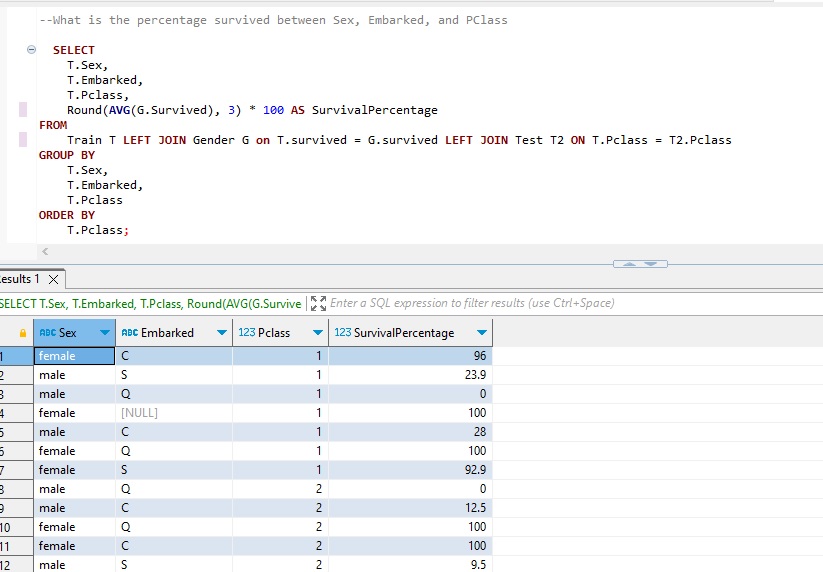 --What is the percentage survived between Sex, Embarked, and PClass
SELECT
T.Sex,
T.Embarked,
T.Pclass,
Round(AVG(G.Survived), 3) * 100 AS SurvivalPercentage
FROM
Train T LEFT JOIN Gender G on T.survived = G.survived LEFT JOIN Test T2 ON T.Pclass = T2.Pclass
GROUP BY
T.Sex,
T.Embarked,
T.Pclass
ORDER BY
T.Pclass;
esults 1
SELECT T.Sex, T.Embarked, T.Pclass, Round(AVG(G.Survive Enter a SQL expression to filter results (use Ctrl+Space)
ABC Sex ABC Embarked 123 Pclass 123 SurvivalPercentage
1 female C 1 96
2 male S 1 23.9
3 male Q 1 0
4 female [NULL] 1 100
5 male C 1 28
6 female Q 1 100
7 female S 1 92.9
8 male Q 2 0
9 male C 2 12.5
10 female Q 2 100
11 female C 2 100
12 male S 2 9.5